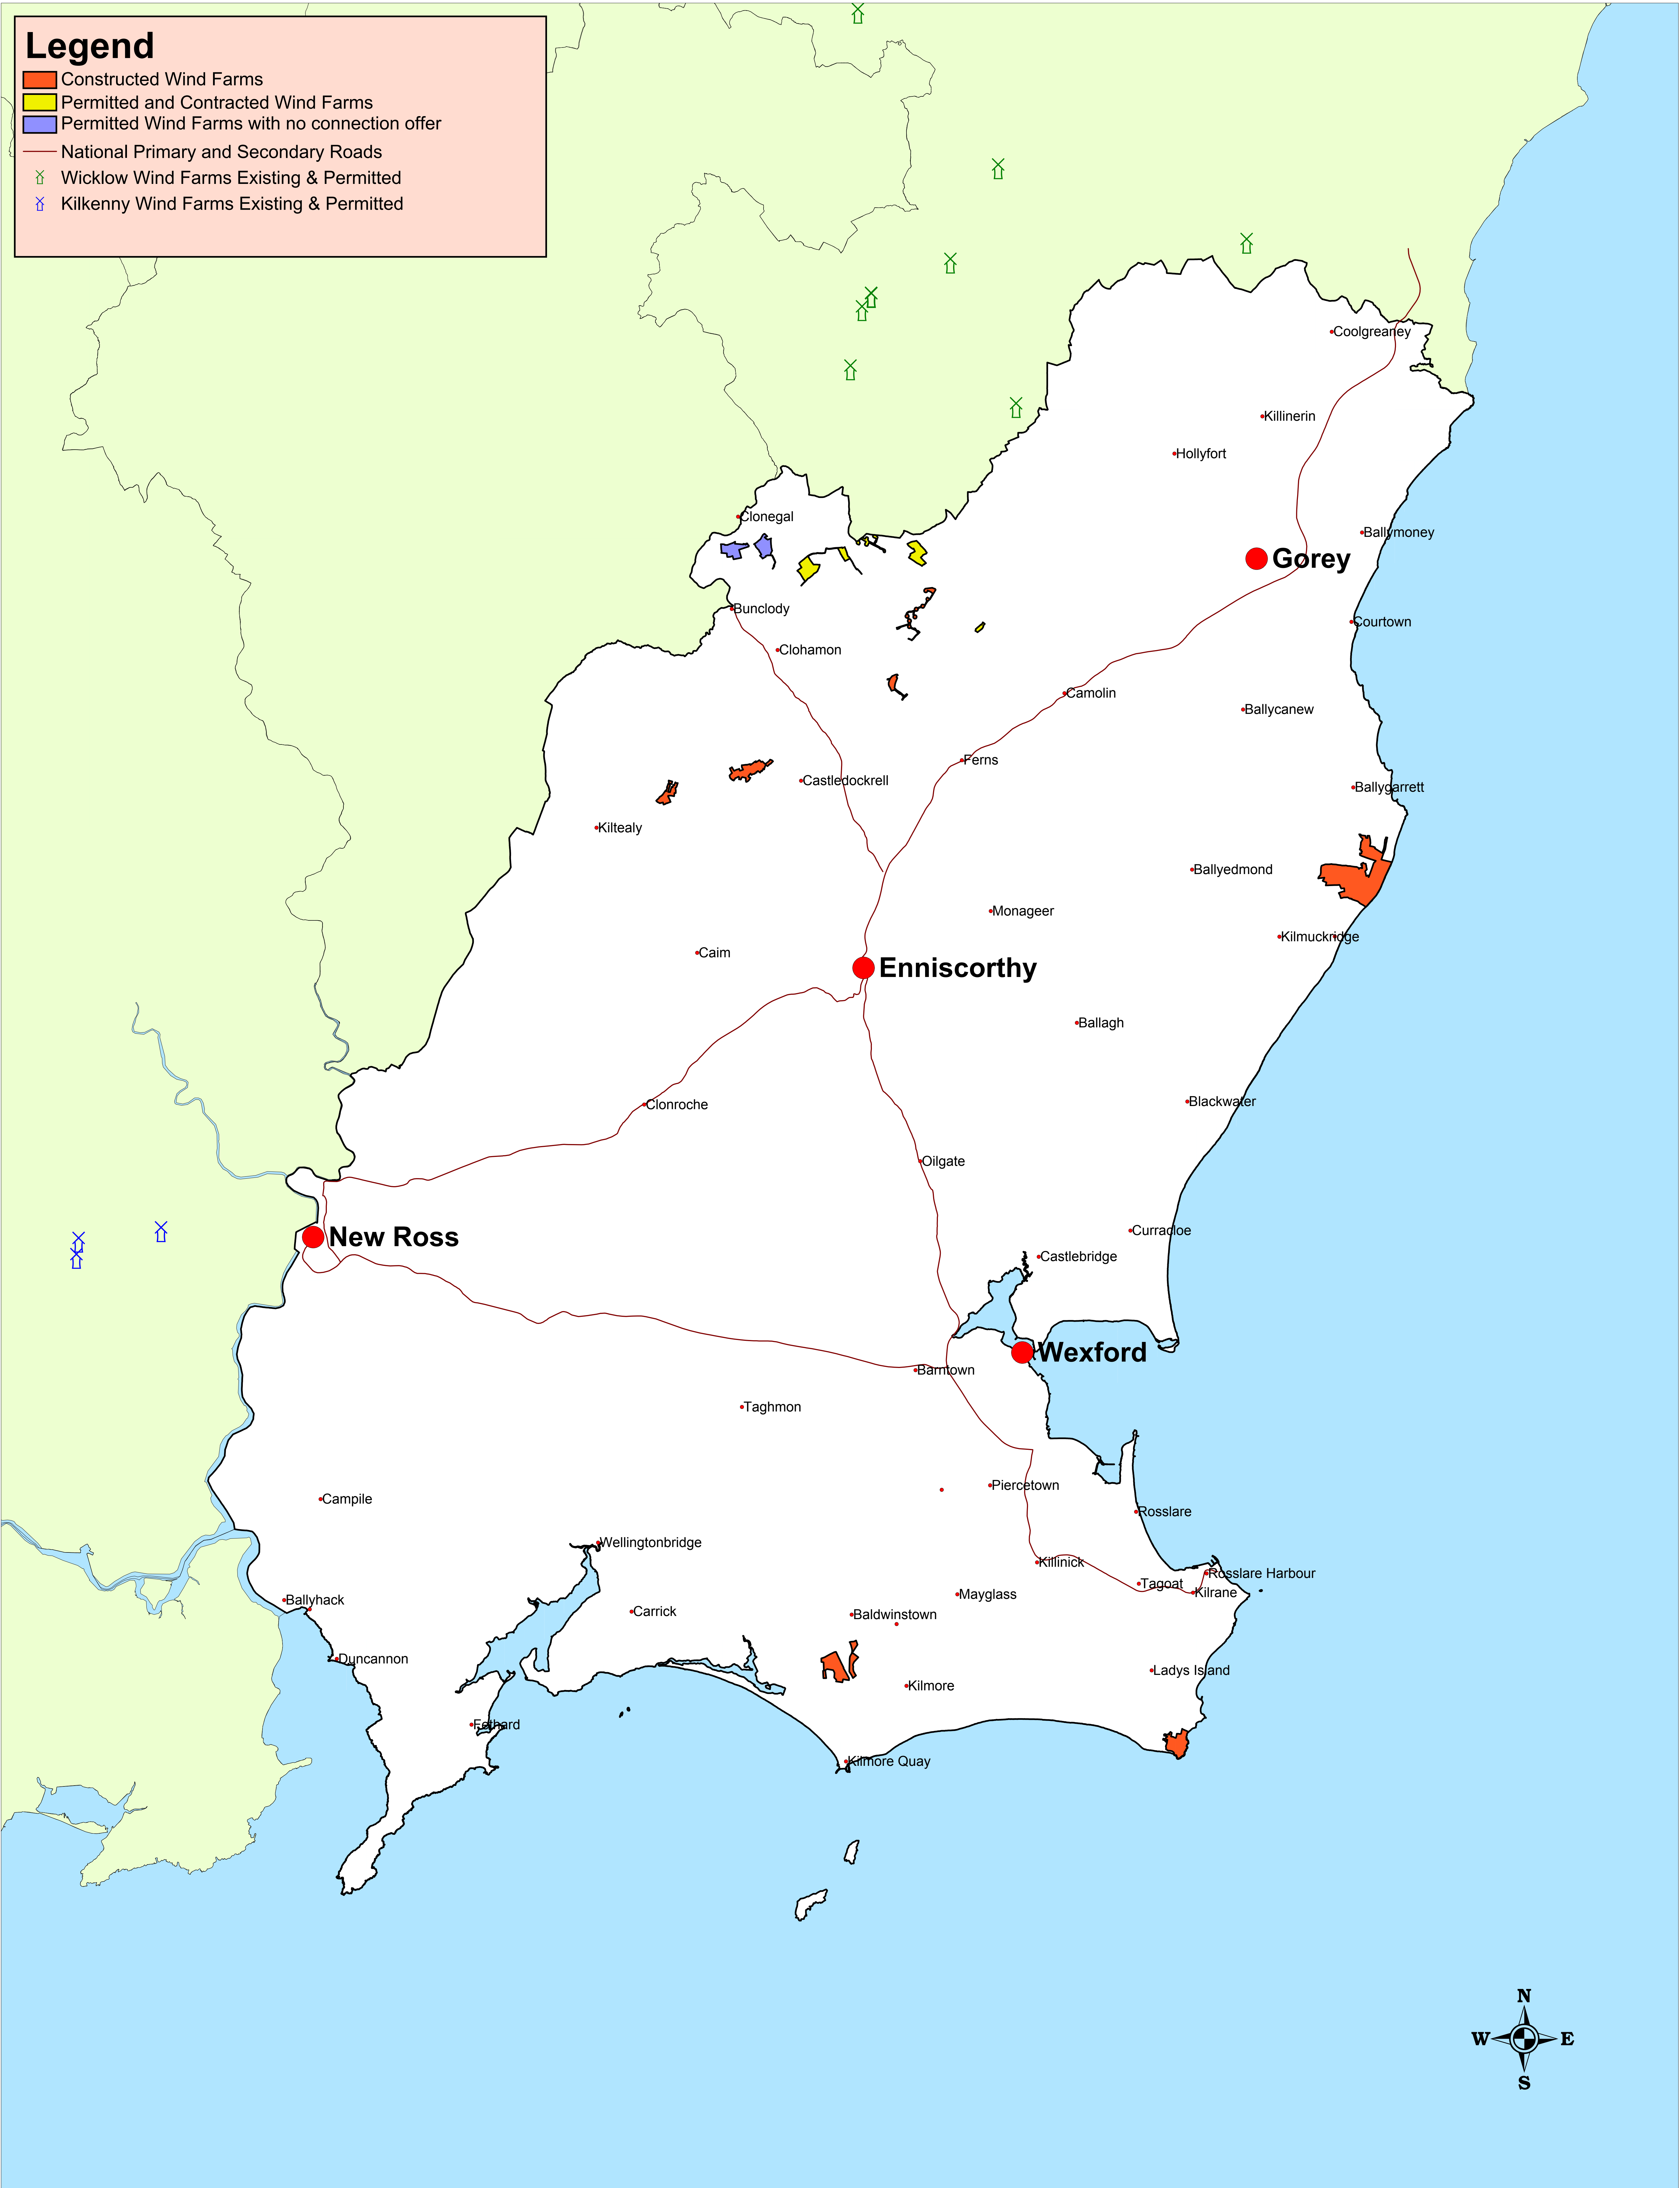 Legend
Constructed Wind Farms
Permitted and Contracted Wind Farms
Permitted Wind Farms with no connection offer
National Primary and Secondary Roads
Wicklow Wind Farms Existing & Permitted
Kilkenny Wind Farms Existing & Permitted
Coolgreaney
Killinerin
Hollyfort
Clonegal
Ballymoney
Gorey
Bunclody
Courtown
Clohamon
Camolin
Ballycanew
Ferns
Castledockrell
Ballygarrett
Kiltealy
Ballyedmond
Monageer
Kilmuckridge
Caim
Enniscorthy
Ballagh
Blackwater
Clonroche
Oilgate
Curracloe
New Ross
Castlebridge
Wexford
Barntown
Taghmon
Piercetown
Campile
Rosslare
Wellingtonbridge
Killinick
Rosslare Harbour
Tagoat
Kilrane
Mayglass
Ballyhack
Carrick
Baldwinstown
Duncannon
Ladys Island
Kilmore
Fethard
Kilmore Quay
N
W E
S